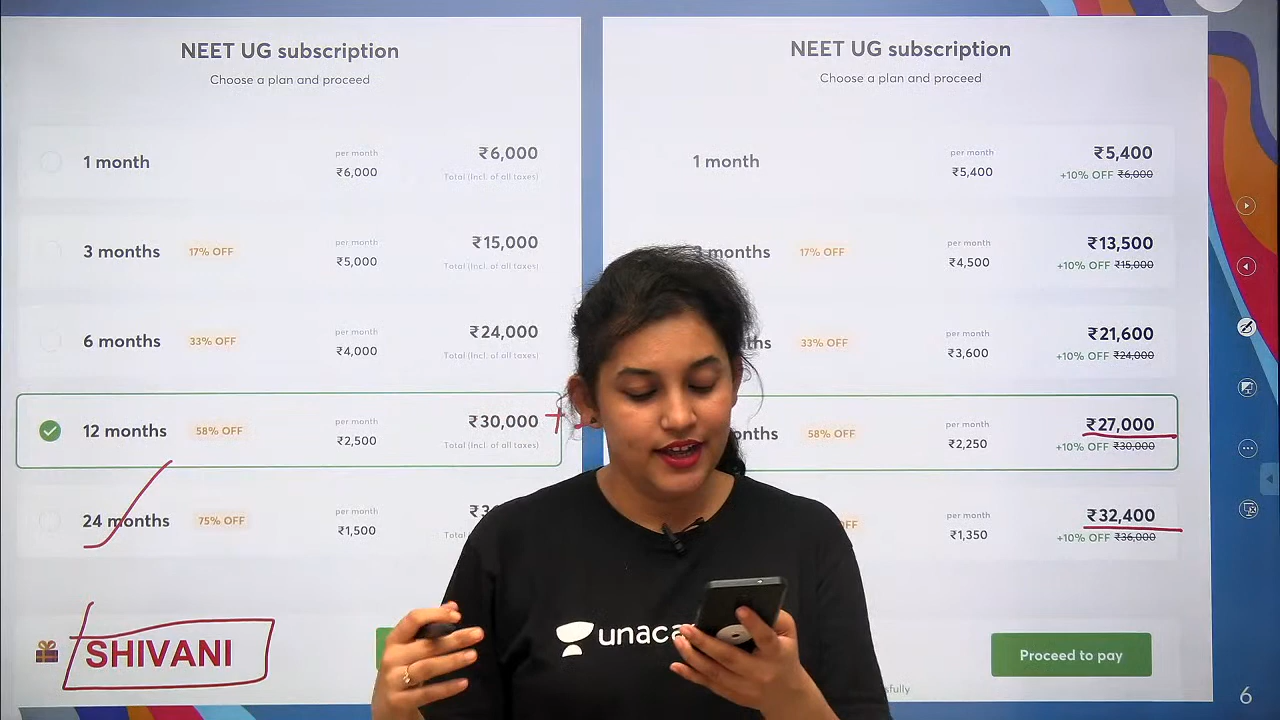 NEET UG subscription
Choose a plan and proceed
1 month
per month
₹6,000
₹6,000
Total (Incl. of all taxes)
3 months
17% OFF
per month
₹5,000
₹15,000
Total (Incl. of all taxes)
6 months
33% OFF
per month
₹4,000
₹24,000
Total (Incl. of all taxes)
12 months
58% OFF
per month
₹2,500
₹30,000
Total (Incl. of all taxes)
24 months
75% OFF
per month
₹1,500
SHIVANI
NEET UG subscription
Choose a plan and proceed
1 month
per month
₹5,400
₹5,400
+10% OFF ₹6,000
months
17% OFF
per month
₹4,500
₹13,500
+10% OFF ₹15,000
33% OFF
per month
₹3,600
₹21,600
+10% OFF ₹24,000
58% OFF
per month
₹2,250
₹27,000
+10% OFF ₹30,000
per month
₹1,350
₹32,400
+10% OFF ₹36,000
Proceed to pay
6